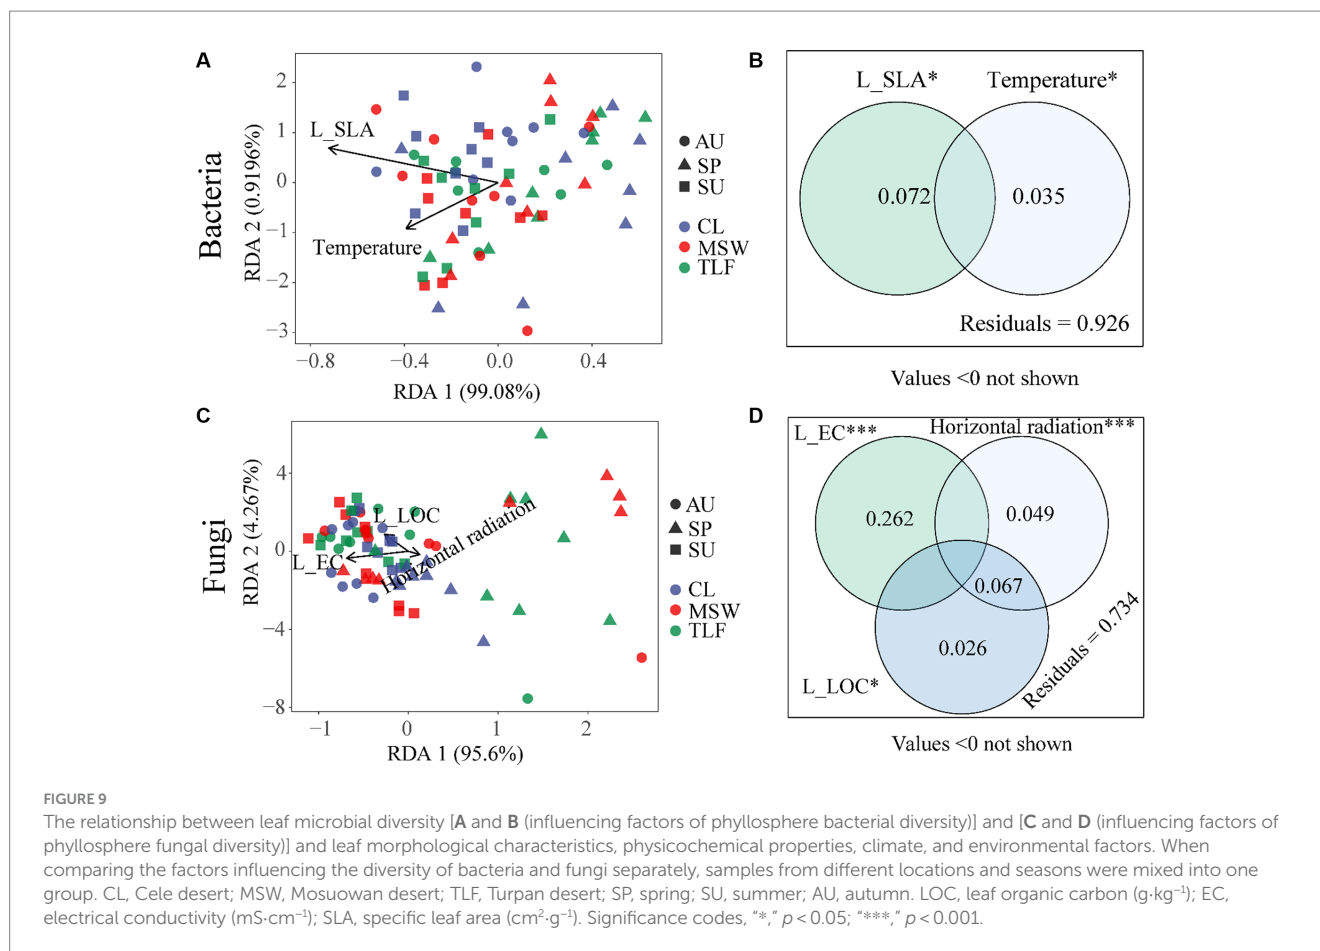 A
Bacteria
RDA 2 (0.9196%)
2
1
0
−1
−2
−3
L_SLA
Temperature
−0.8
−0.4
0.0
0.4
RDA 1 (99.08%)
AU
SP
SU
CL
MSW
TLF
B
L_SLA*
Temperature*
0.072
0.035
Residuals = 0.926
Values <0 not shown
C
Fungi
RDA 2 (4.267%)
4
0
−4
−8
L_LOC
L_EC
Horizontal radiation
−1
0
1
2
RDA 1 (95.6%)
AU
SP
SU
CL
MSW
TLF
D
L_EC***
Horizontal radiation***
0.262
0.049
0.067
0.026
L_LOC*
Residuals = 0.734
Values <0 not shown
FIGURE 9
The relationship between leaf microbial diversity [A and B (influencing factors of phyllosphere bacterial diversity)] and [C and D (influencing factors of
phyllosphere fungal diversity)] and leaf morphological characteristics, physicochemical properties, climate, and environmental factors. When
comparing the factors influencing the diversity of bacteria and fungi separately, samples from different locations and seasons were mixed into one
group. CL, Cele desert; MSW, Mosuowan desert; TLF, Turpan desert; SP, spring; SU, summer; AU, autumn. LOC, leaf organic carbon (g·kg⁻¹); EC,
electrical conductivity (mS·cm⁻¹); SLA, specific leaf area (cm²·g⁻¹). Significance codes, “*,” p < 0.05; “***,” p < 0.001.